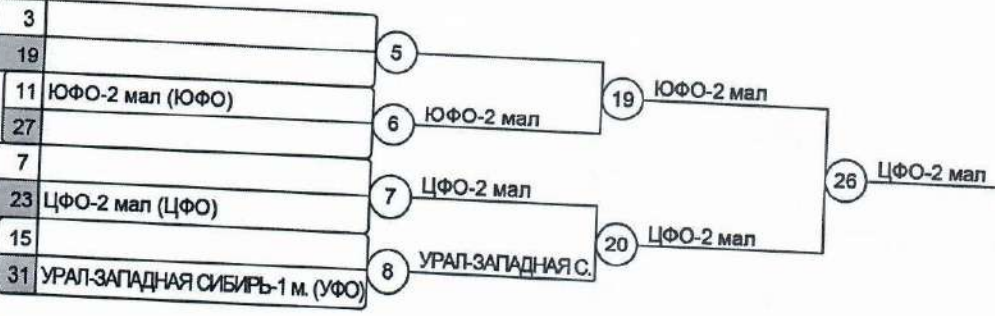 3
19
5
11 ЮФО-2 мал (ЮФО)
19 ЮФО-2 мал
27
6 ЮФО-2 мал
7
26 ЦФО-2 мал
23 ЦФО-2 мал (ЦФО)
7 ЦФО-2 мал
15
20 ЦФО-2 мал
31 УРАЛ-ЗАПАДНАЯ СИБИРЬ-1 м. (УФО)
8 УРАЛ-ЗАПАДНАЯ С.